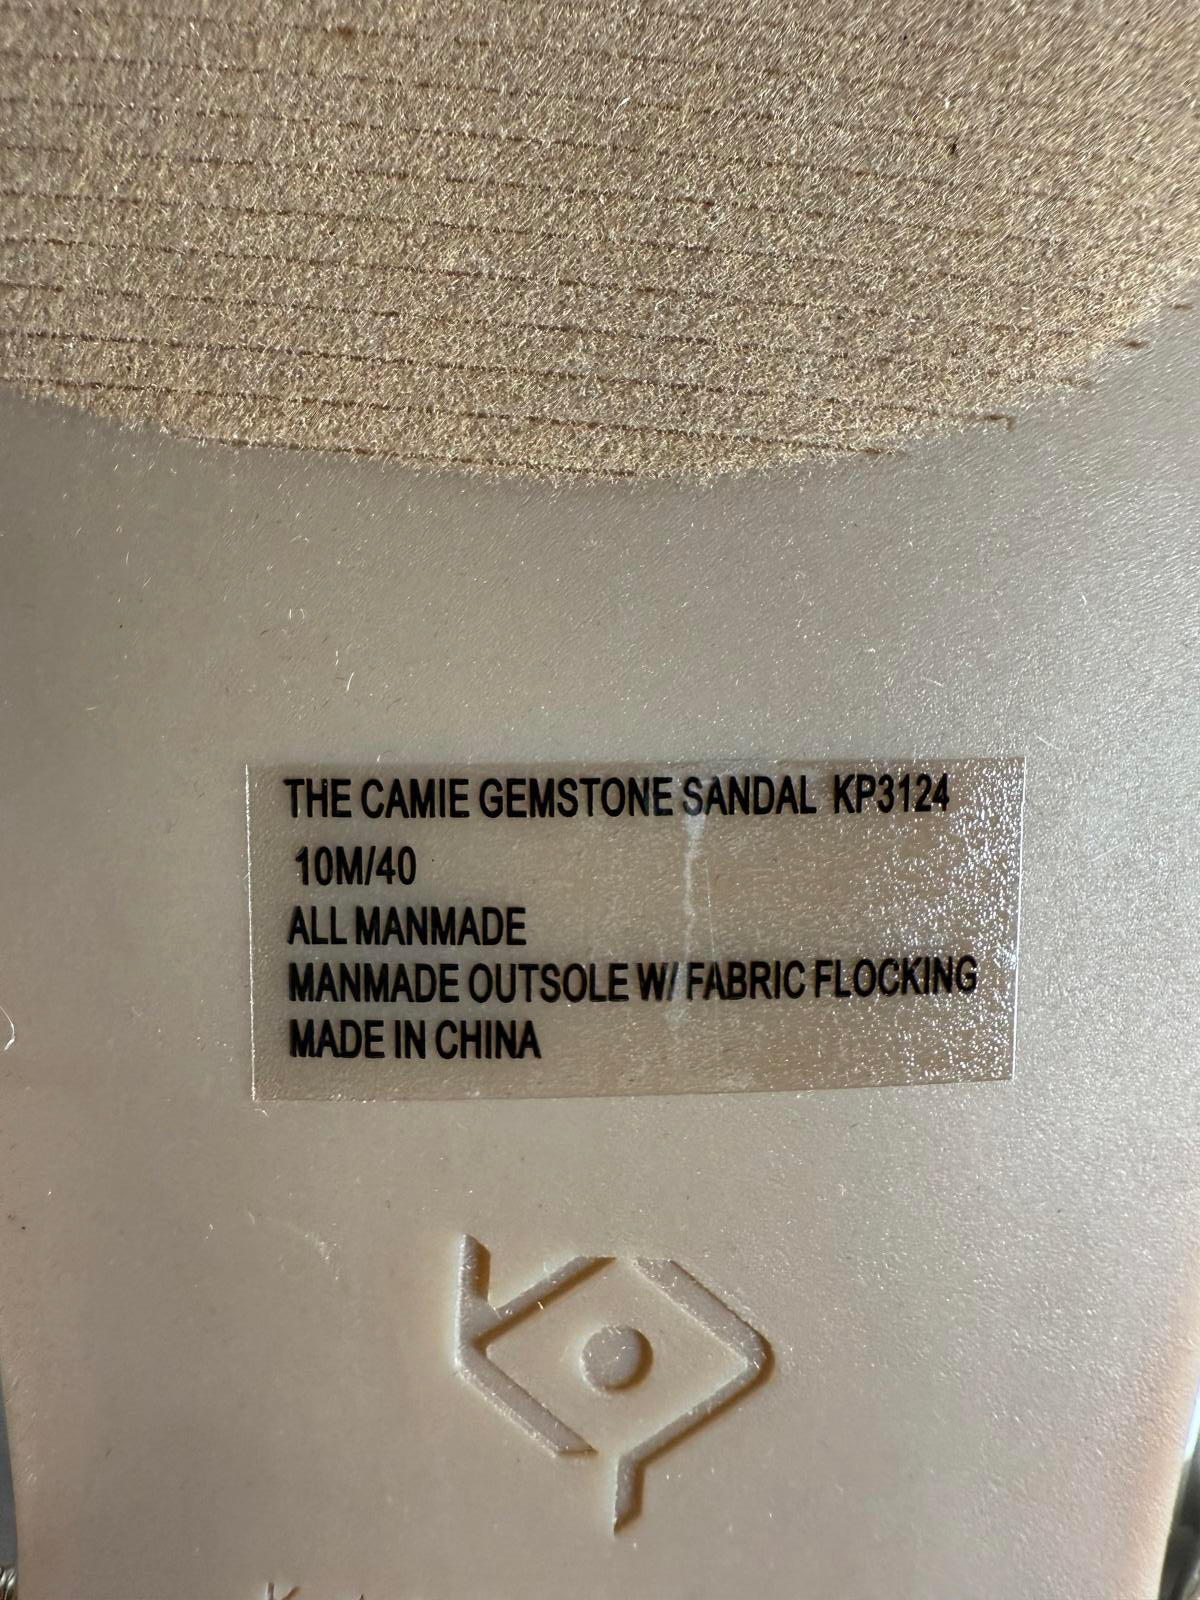 THE CAMIE GEMSTONE SANDAL KP3124
10M/40
ALL MANMADE
MANMADE OUTSOLE W/ FABRIC FLOCKING
MADE IN CHINA